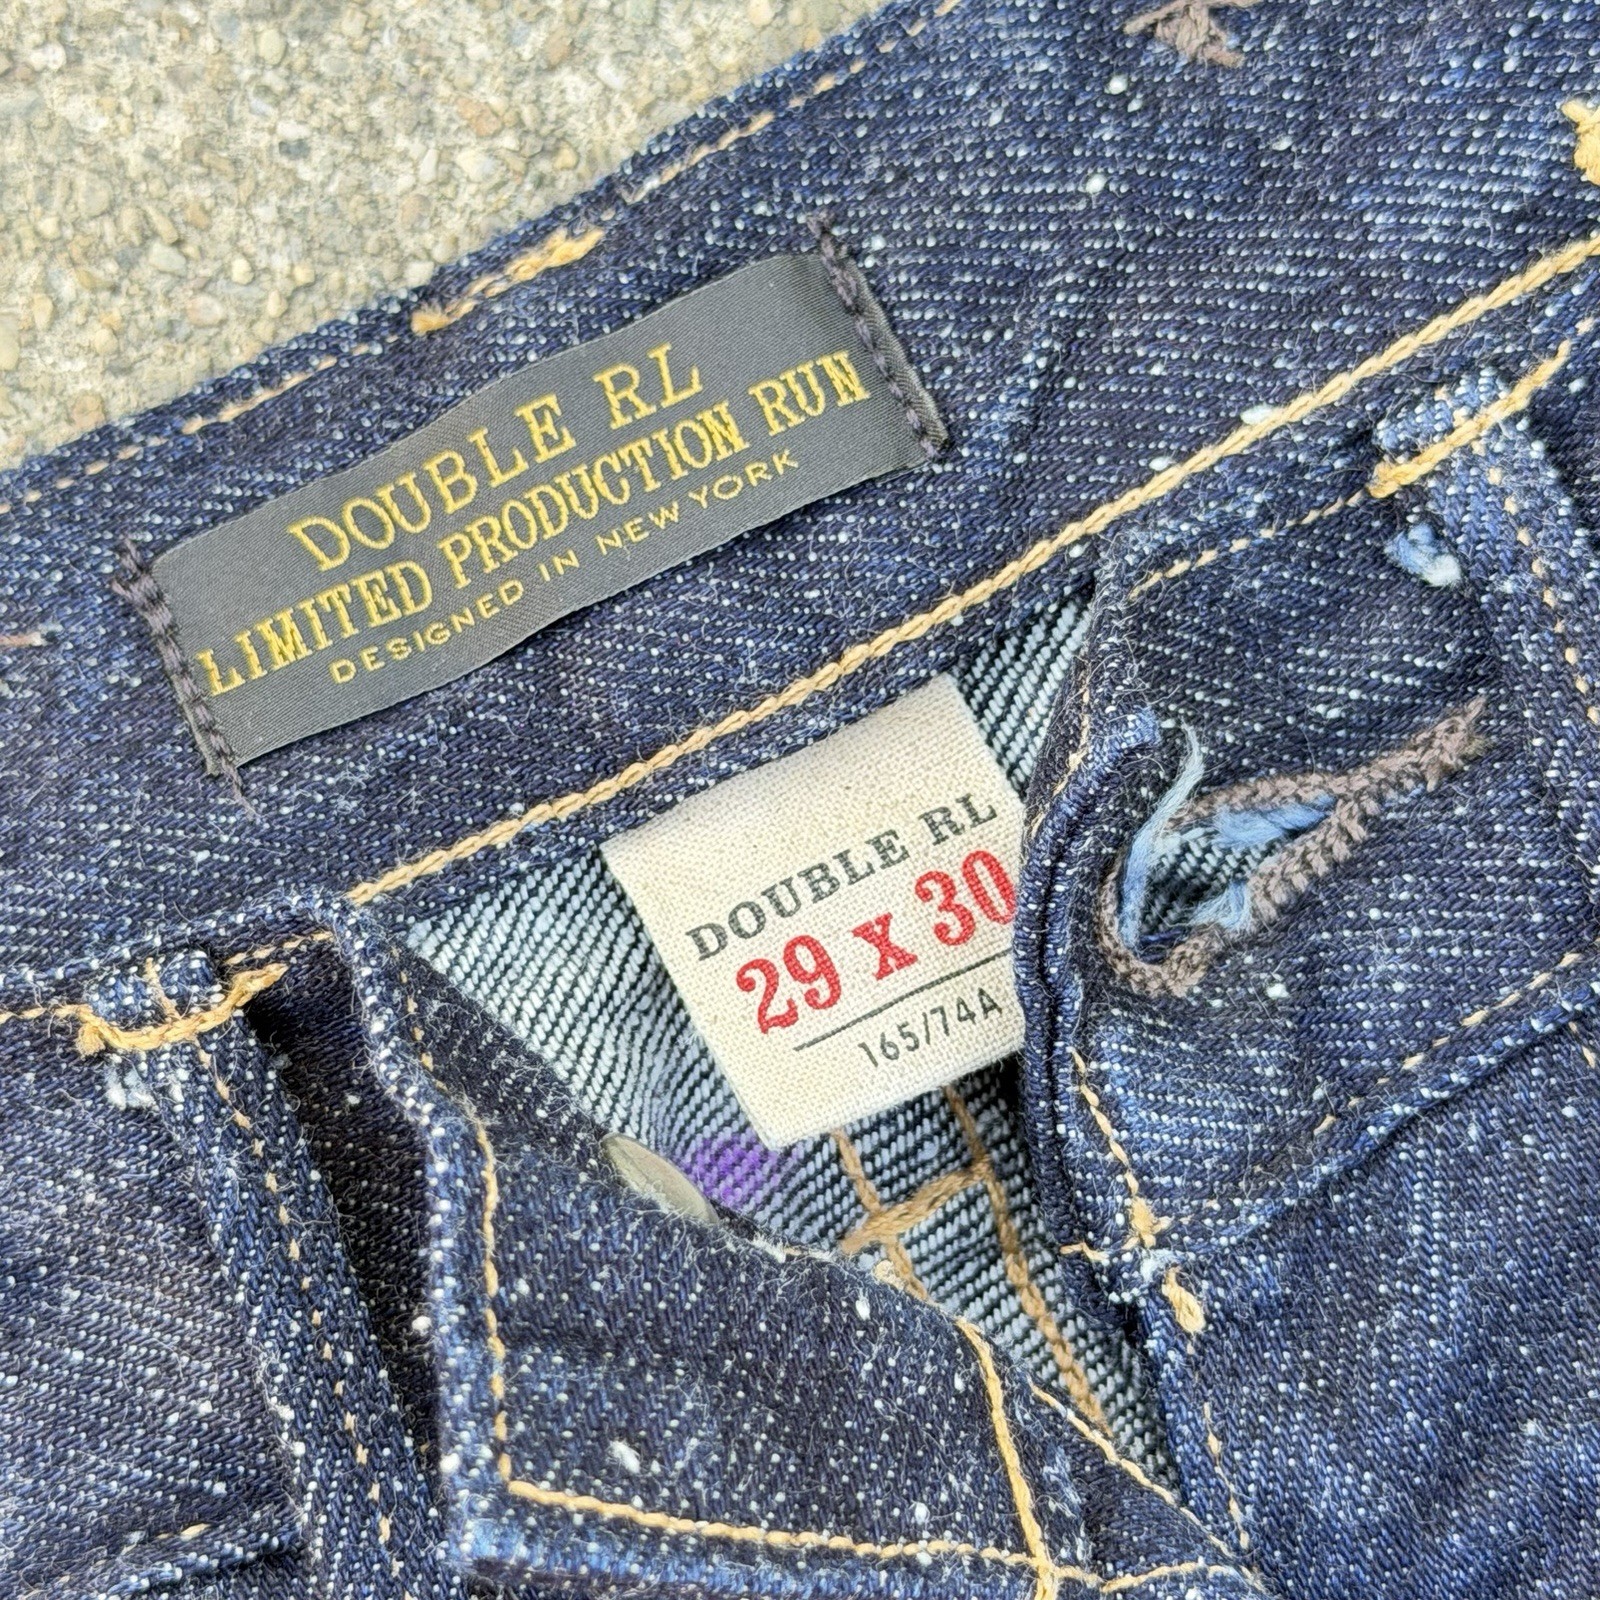 DOUBLE RL
LIMITED PRODUCTION RUN
DESIGNED IN NEW YORK
DOUBLE RL
29 x 30
165/74A